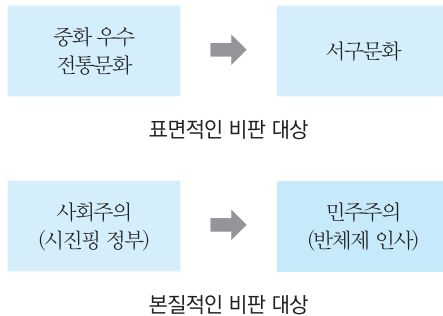 중화 우수
전통문화
서구문화
표면적인 비판 대상
사회주의
(시진핑 정부)
민주주의
(반체제 인사)
본질적인 비판 대상